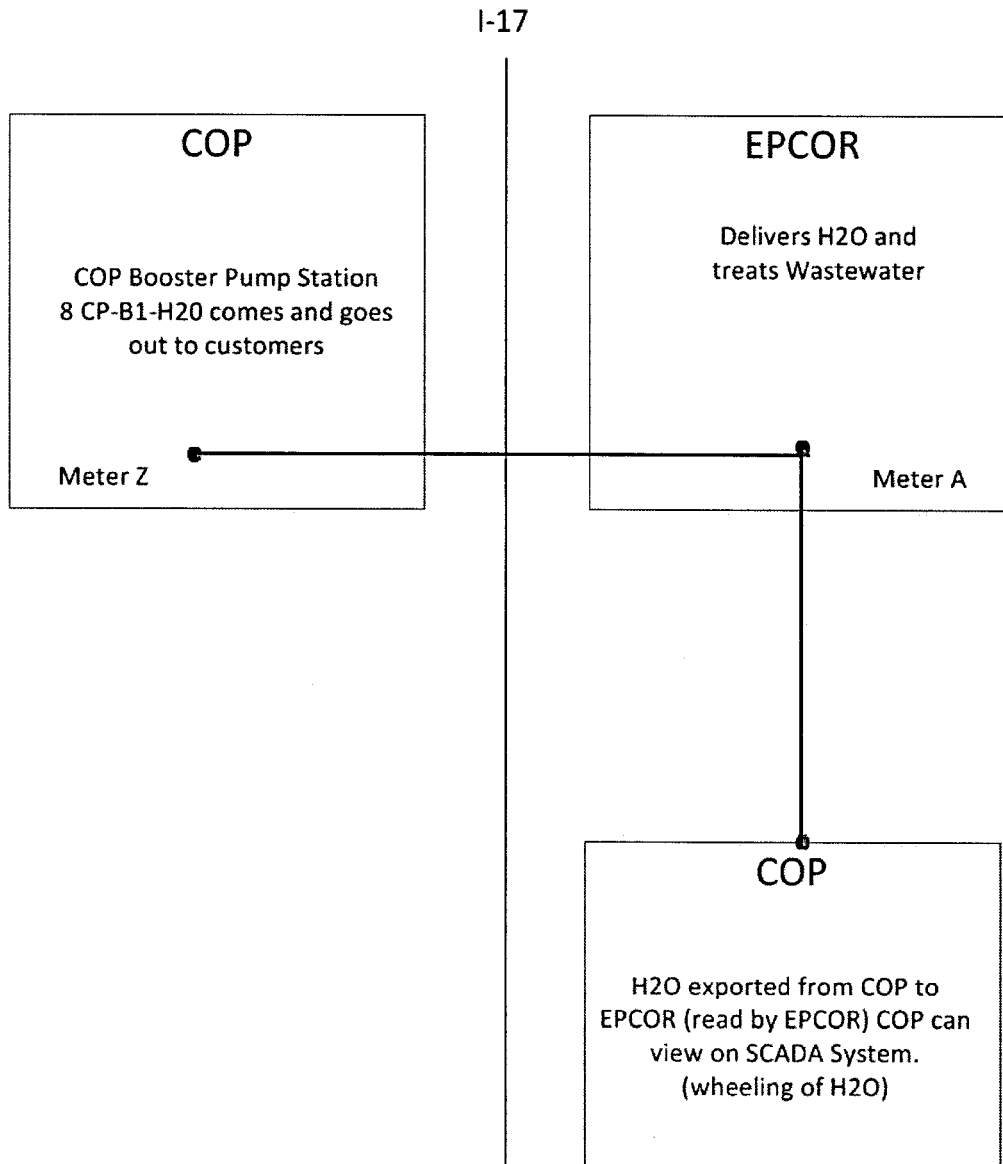 I-17
COP
COP Booster Pump Station
8 CP-B1-H20 comes and goes
out to customers
Meter Z
EPCOR
Delivers H2O and
treats Wastewater
Meter A
COP
H2O exported from COP to
EPCOR (read by EPCOR) COP can
view on SCADA System.
(wheeling of H2O)